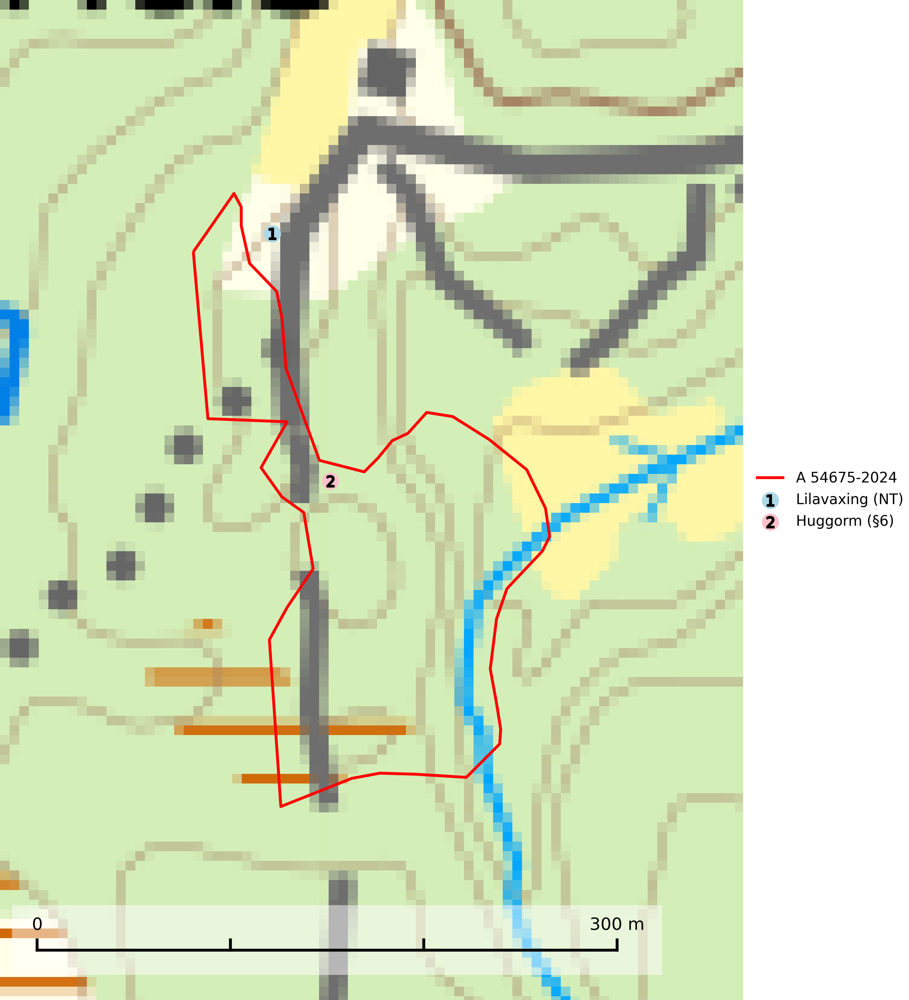 1
2
A 54675-2024
1 Lilavaxing (NT)
2 Huggorm (§6)
0 300 m